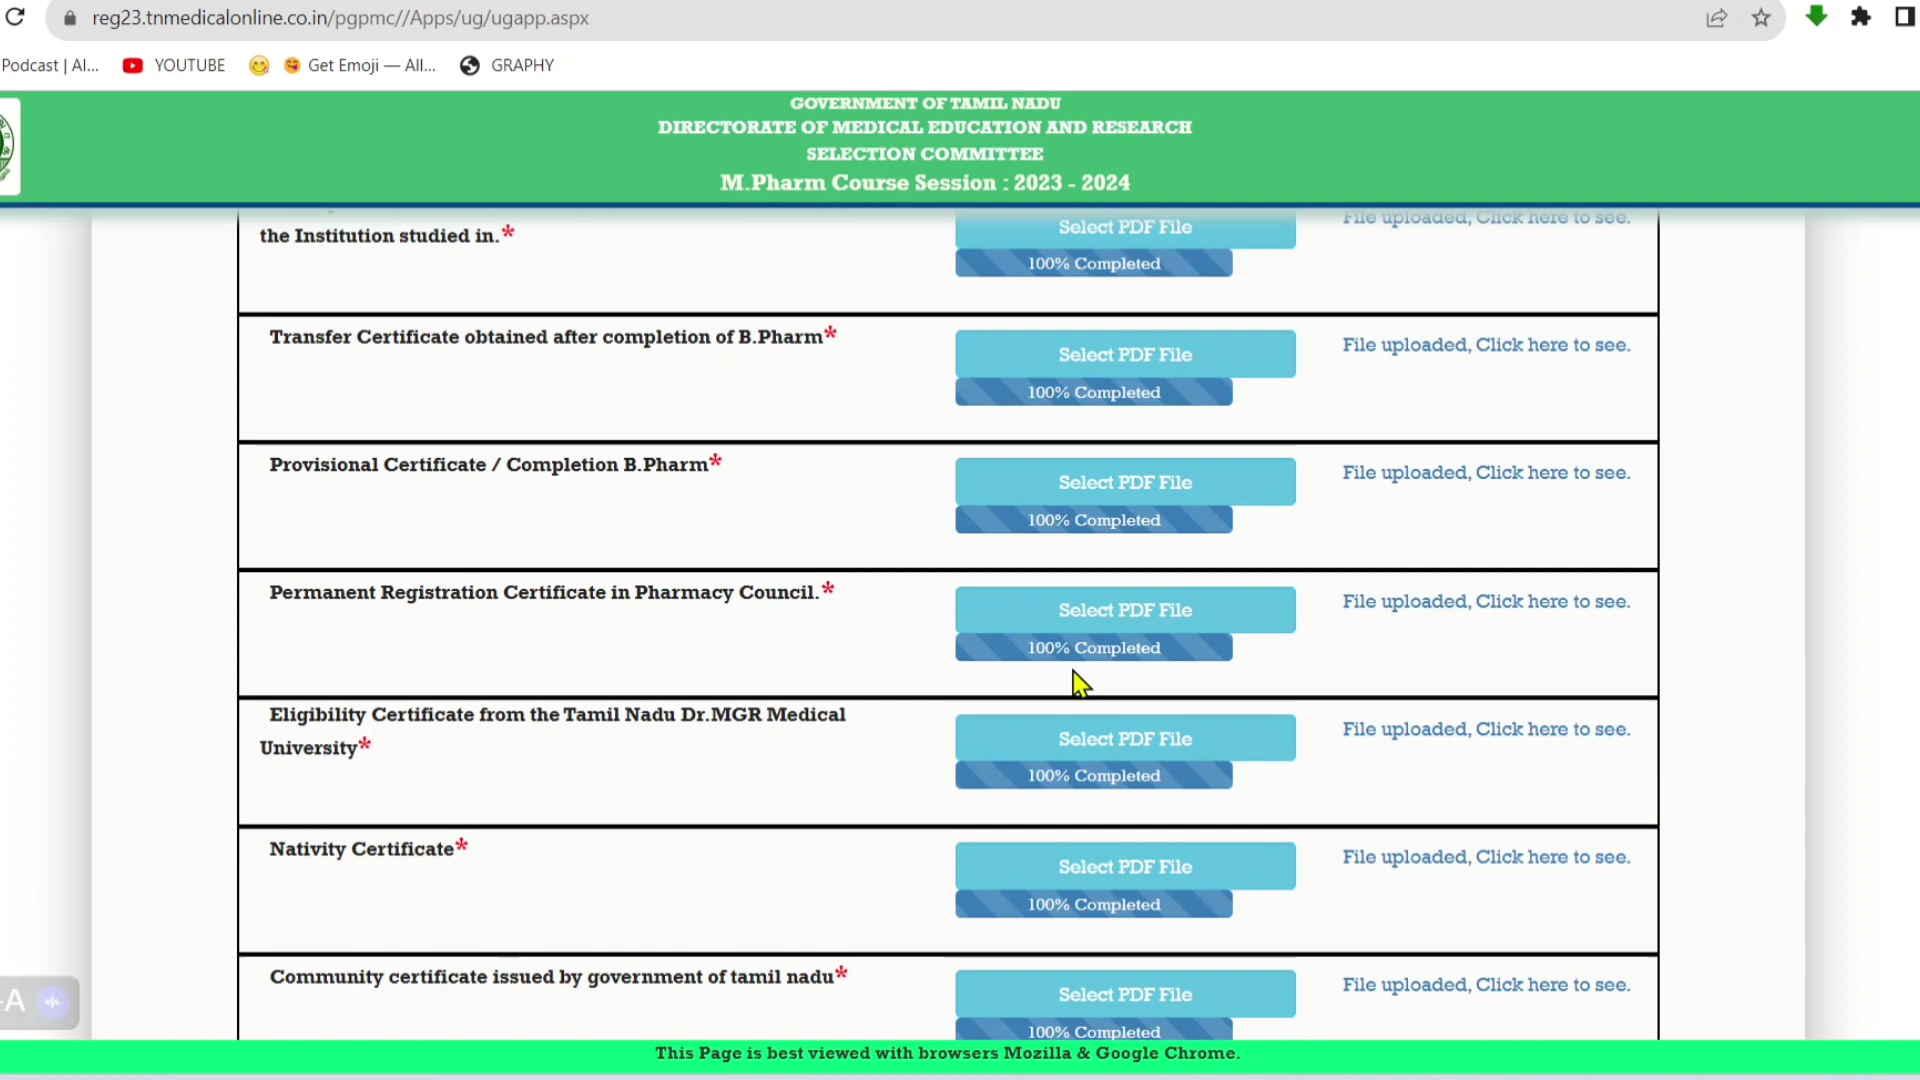 reg23.tnmedicalonline.co.in/pgpmc//Apps/ug/ugapp.aspx
Podcast | Al... YOUTUBE Get Emoji — All... GRAPHY
GOVERNMENT OF TAMIL NADU
DIRECTORATE OF MEDICAL EDUCATION AND RESEARCH
SELECTION COMMITTEE
M.Pharm Course Session : 2023 - 2024
the Institution studied in.*
Select PDF File
File uploaded, Click here to see.
100% Completed
Transfer Certificate obtained after completion of B.Pharm*
Select PDF File
File uploaded, Click here to see.
100% Completed
Provisional Certificate / Completion B.Pharm*
Select PDF File
File uploaded, Click here to see.
100% Completed
Permanent Registration Certificate in Pharmacy Council.*
Select PDF File
File uploaded, Click here to see.
100% Completed
Eligibility Certificate from the Tamil Nadu Dr.MGR Medical
University*
Select PDF File
File uploaded, Click here to see.
100% Completed
Nativity Certificate*
Select PDF File
File uploaded, Click here to see.
100% Completed
Community certificate issued by government of tamil nadu*
Select PDF File
File uploaded, Click here to see.
100% Completed
-A
This Page is best viewed with browsers Mozilla & Google Chrome.